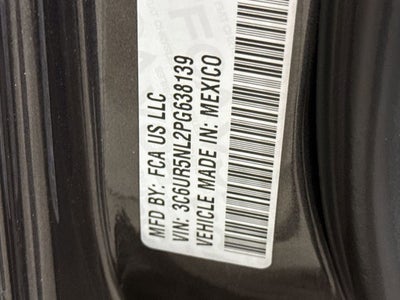 MFD BY: FCA US LLC
VIN: 3C6UR5NL2PG638139
VEHICLE MADE IN: MEXICO